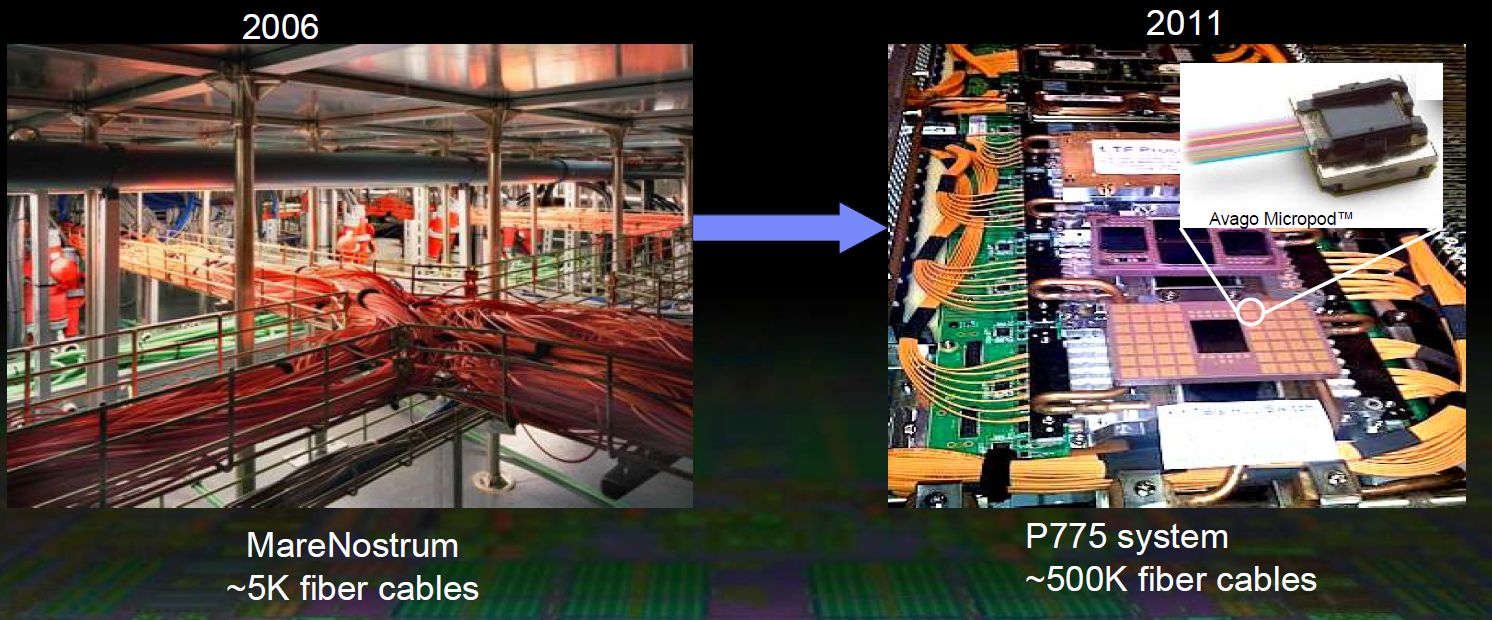 2006
2011
Avago Micropod™
MareNostrum
~5K fiber cables
P775 system
~500K fiber cables